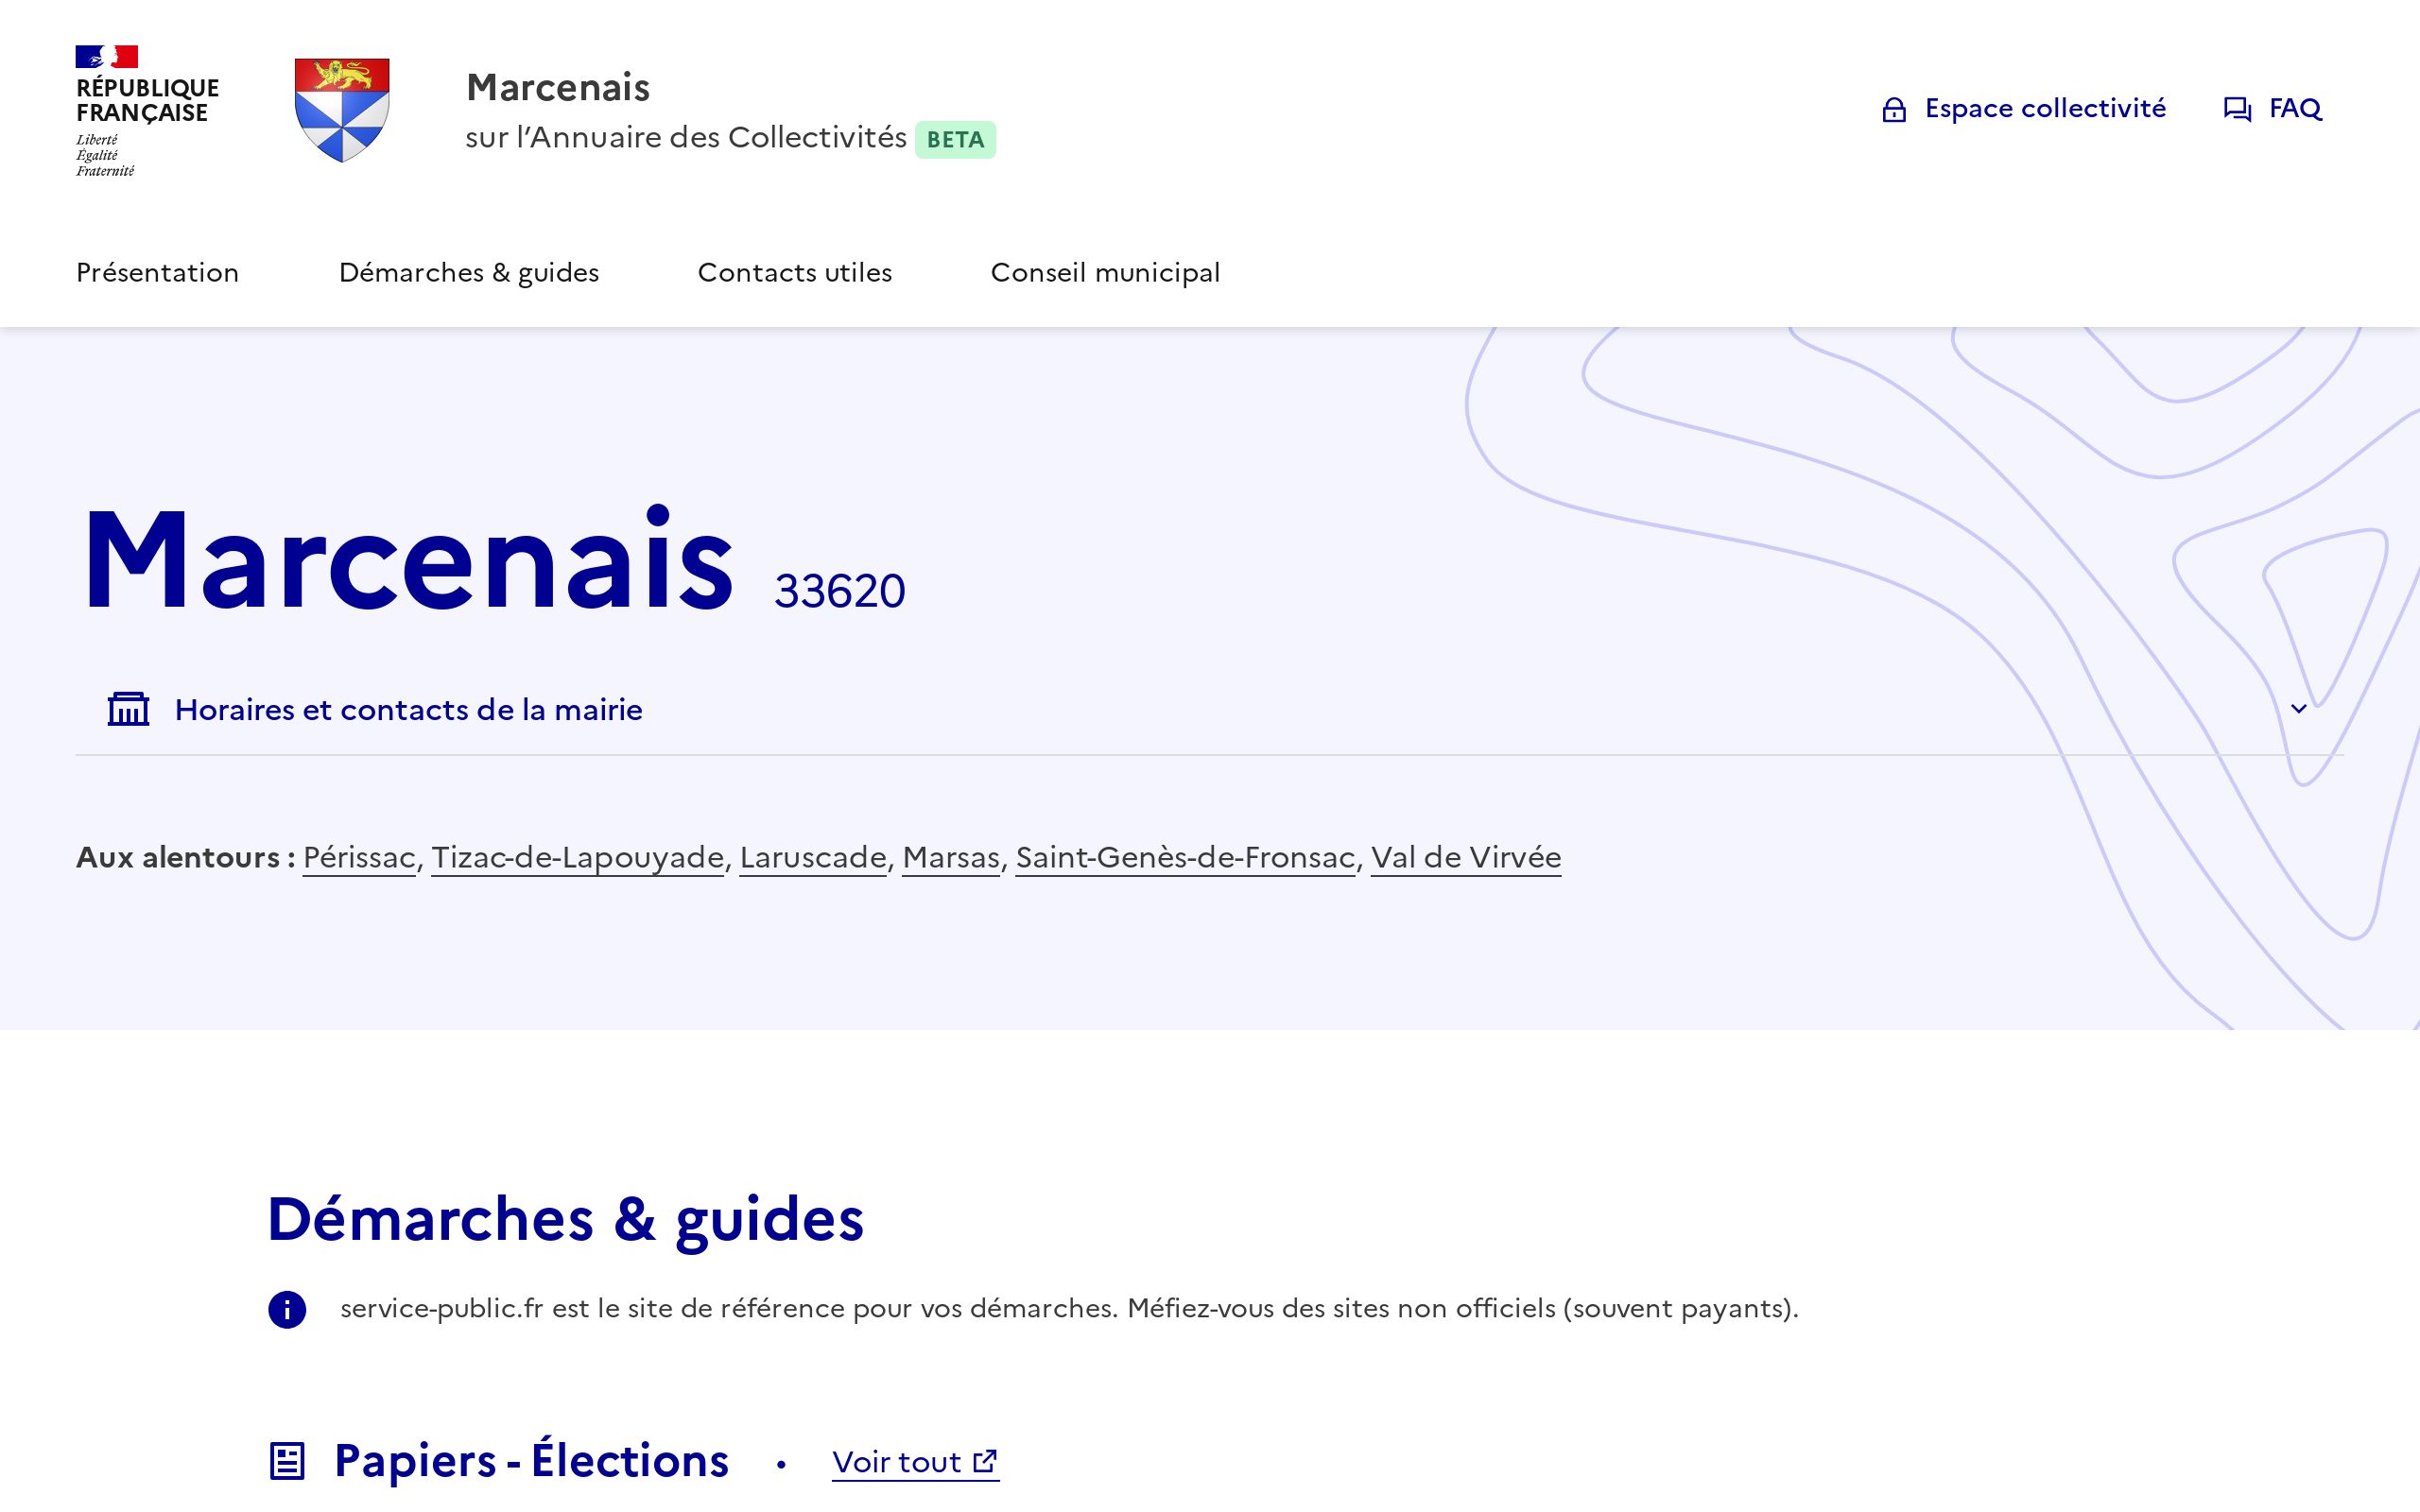 RÉPUBLIQUE
FRANÇAISE
Liberté
Égalité
Fraternité
Marcenais
sur l’Annuaire des Collectivités BETA
Espace collectivité
FAQ
Présentation
Démarches & guides
Contacts utiles
Conseil municipal
Marcenais 33620
Horaires et contacts de la mairie
Aux alentours : Périssac, Tizac-de-Lapouyade, Laruscade, Marsas, Saint-Genès-de-Fronsac, Val de Virvée
Démarches & guides
service-public.fr est le site de référence pour vos démarches. Méfiez-vous des sites non officiels (souvent payants).
Papiers - Élections • Voir tout